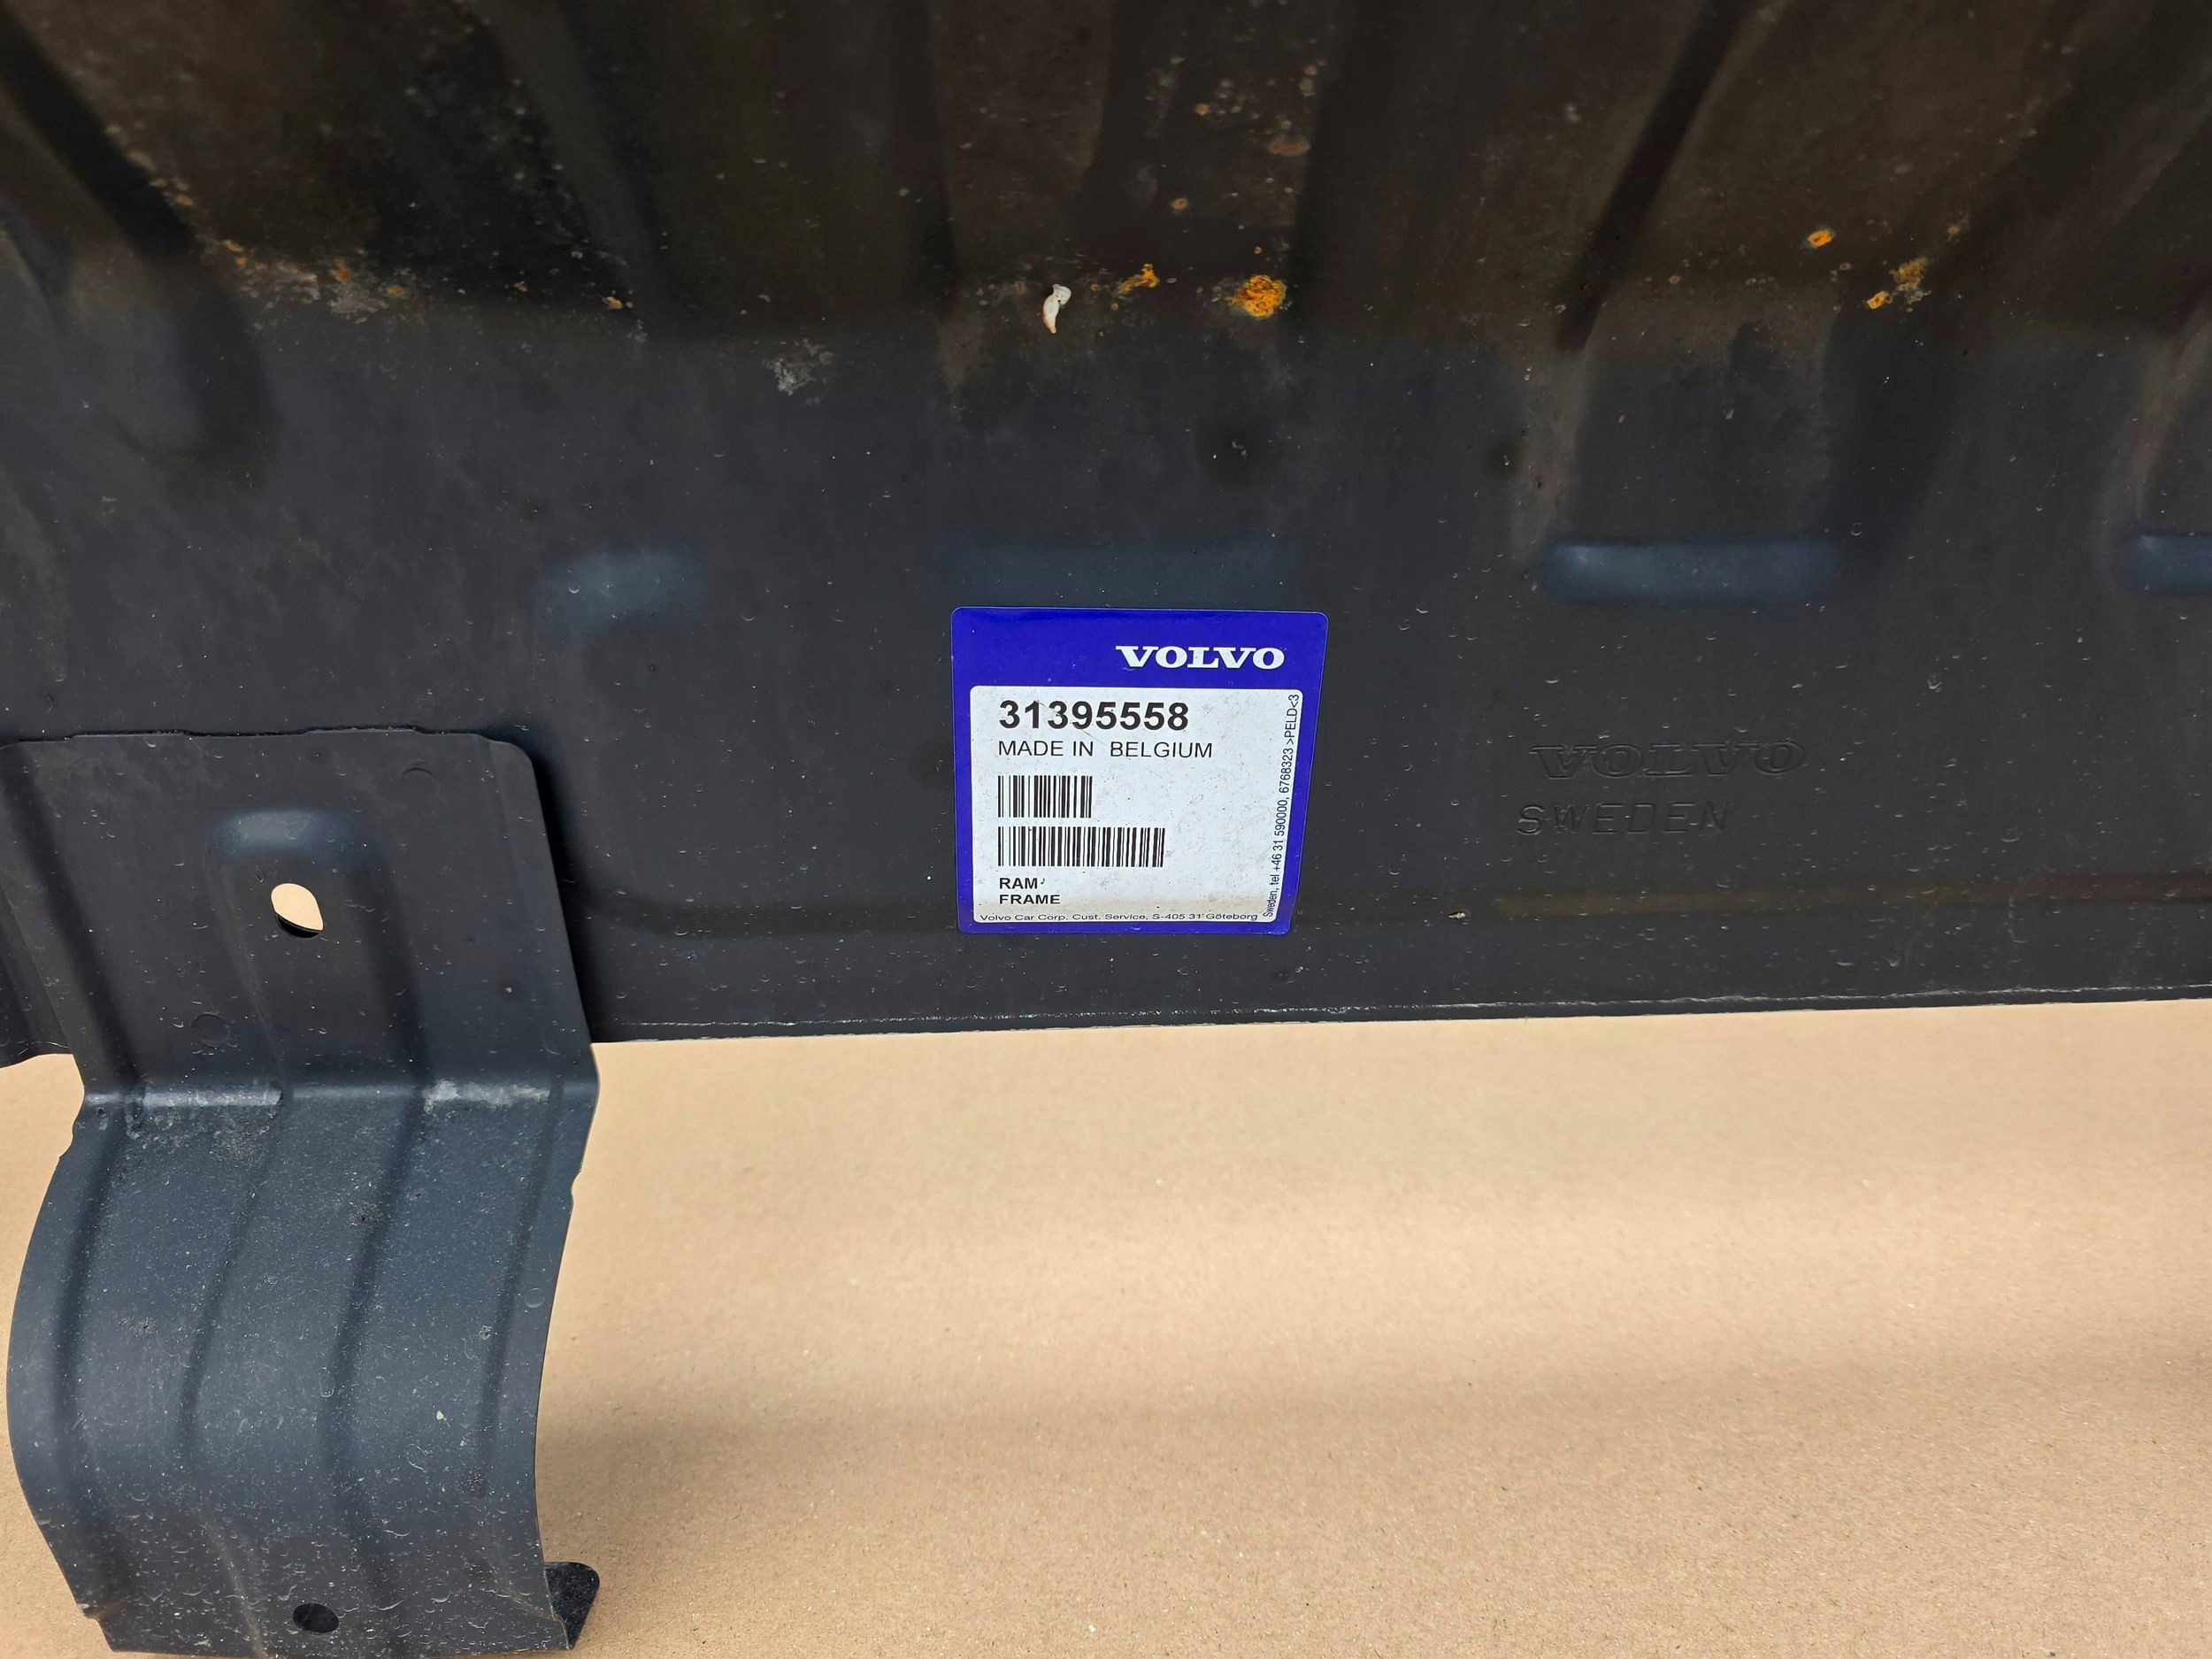 VOLVO
31395558
MADE IN BELGIUM
RAM
FRAME
Volvo Car Corp. Cust. Service, S-405 31 Göteborg
Sweden, tel +46 31 590000, 6768323 >PELD<3
VOLVO
SWEDEN